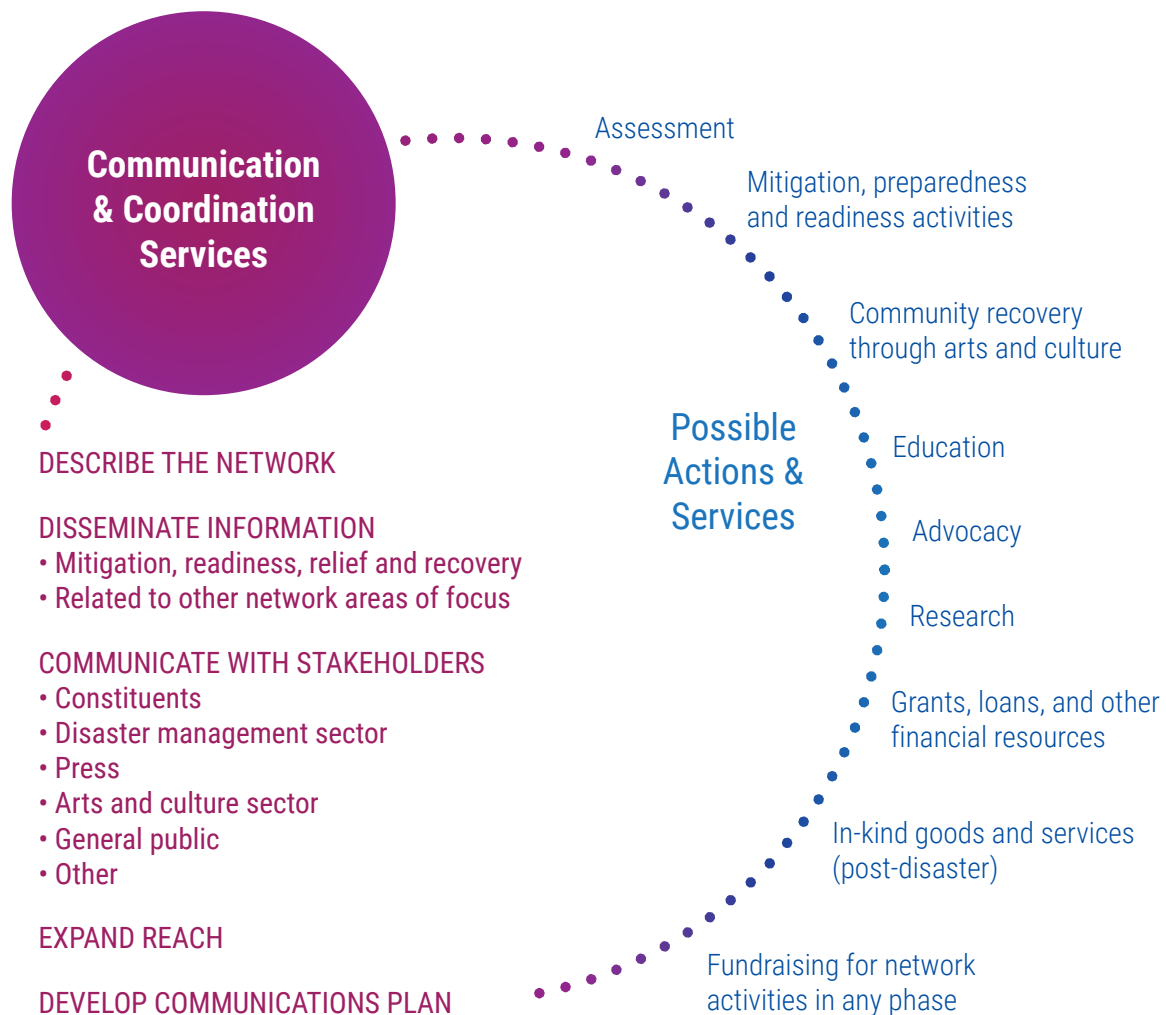 Communication
& Coordination
Services
DESCRIBE THE NETWORK
DISSEMINATE INFORMATION
• Mitigation, readiness, relief and recovery
• Related to other network areas of focus
COMMUNICATE WITH STAKEHOLDERS
• Constituents
• Disaster management sector
• Press
• Arts and culture sector
• General public
• Other
EXPAND REACH
DEVELOP COMMUNICATIONS PLAN
Possible
Actions &
Services
Assessment
Mitigation, preparedness
and readiness activities
Community recovery
through arts and culture
Education
Advocacy
Research
Grants, loans, and other
financial resources
In-kind goods and services
(post-disaster)
Fundraising for network
activities in any phase